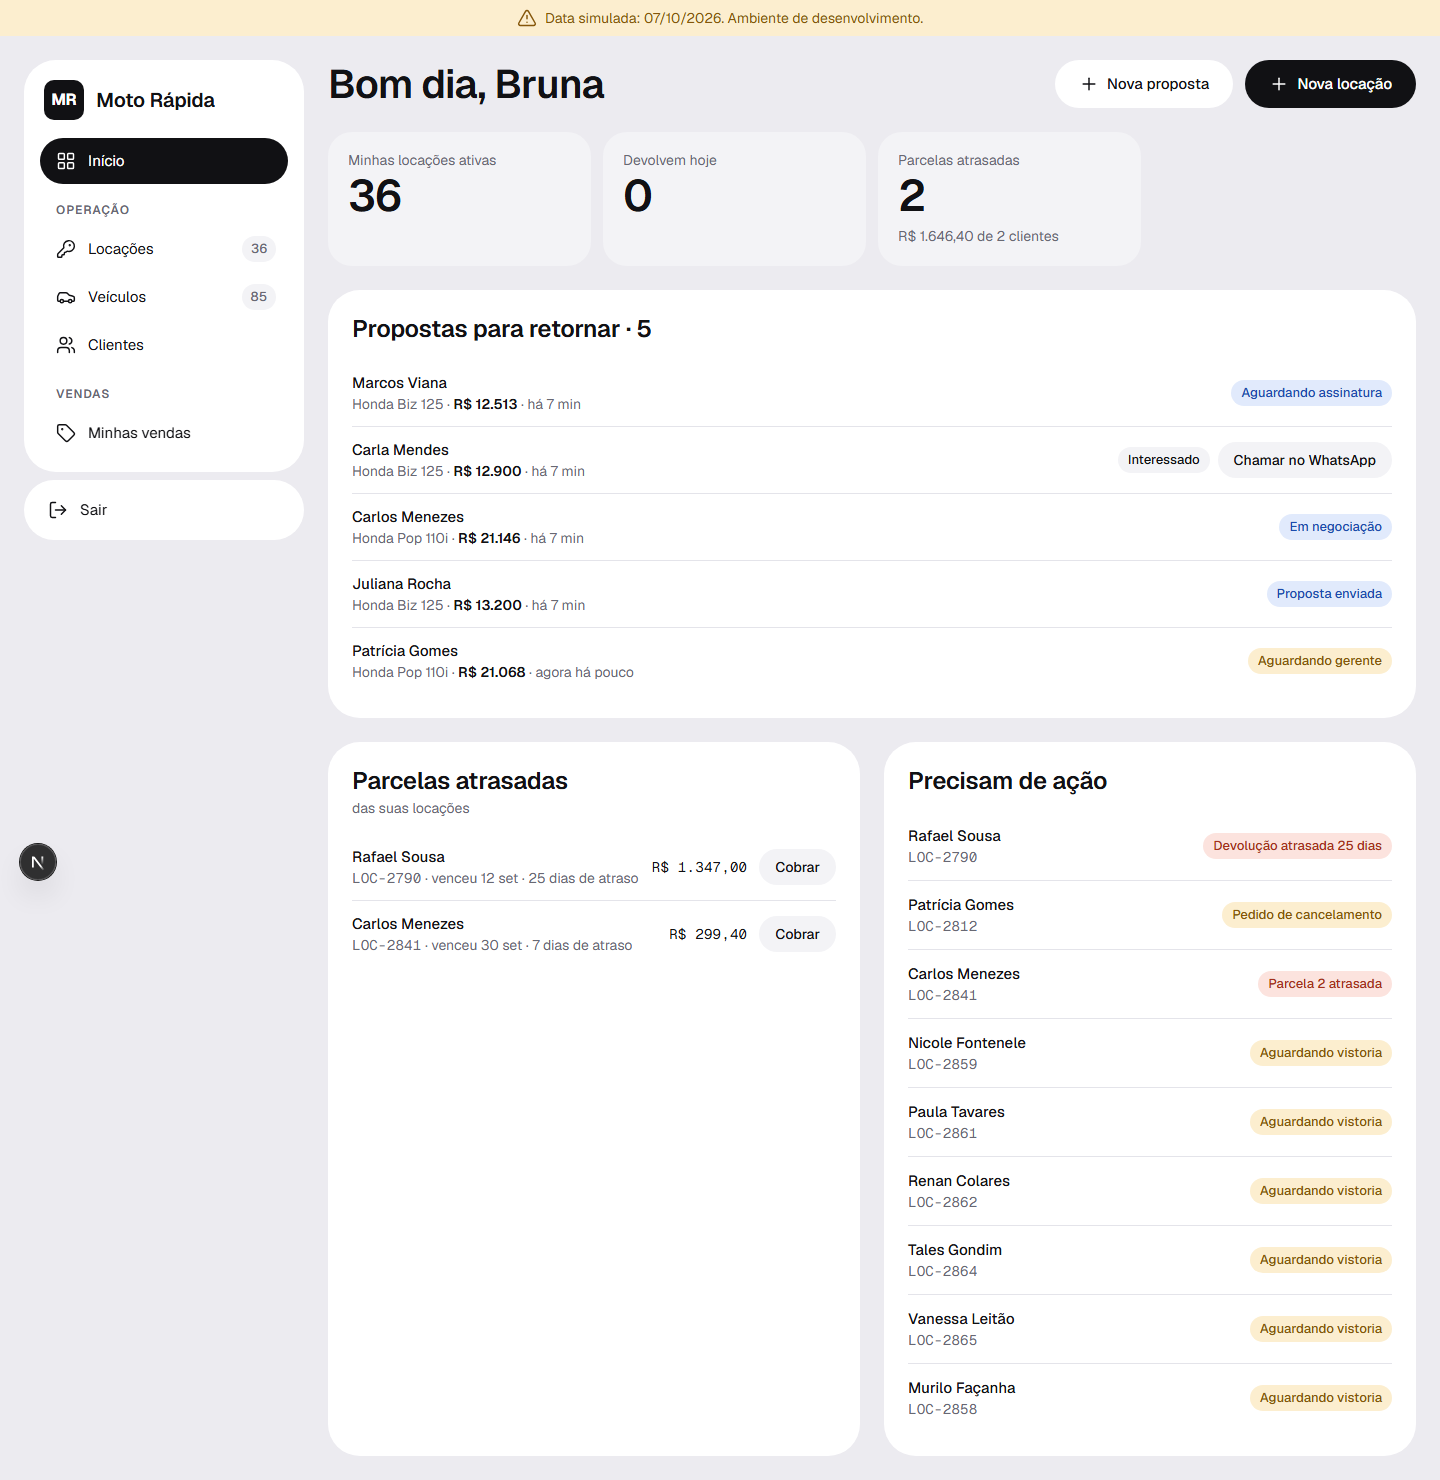 Data simulada: 07/10/2026. Ambiente de desenvolvimento.
MR Moto Rápida
Início
OPERAÇÃO
Locações 36
Veículos 85
Clientes
VENDAS
Minhas vendas
Sair
N
Bom dia, Bruna
Nova proposta
Nova locação
Minhas locações ativas
36
Devolvem hoje
0
Parcelas atrasadas
2
R$ 1.646,40 de 2 clientes
Propostas para retornar · 5
Marcos Viana
Honda Biz 125 · R$ 12.513 · há 7 min
Aguardando assinatura
Carla Mendes
Honda Biz 125 · R$ 12.900 · há 7 min
Interessado
Chamar no WhatsApp
Carlos Menezes
Honda Pop 110i · R$ 21.146 · há 7 min
Em negociação
Juliana Rocha
Honda Biz 125 · R$ 13.200 · há 7 min
Proposta enviada
Patrícia Gomes
Honda Pop 110i · R$ 21.068 · agora há pouco
Aguardando gerente
Parcelas atrasadas
das suas locações
Rafael Sousa
LOC-2790 · venceu 12 set · 25 dias de atraso
R$ 1.347,00
Cobrar
Carlos Menezes
LOC-2841 · venceu 30 set · 7 dias de atraso
R$ 299,40
Cobrar
Precisam de ação
Rafael Sousa
LOC-2790
Devolução atrasada 25 dias
Patrícia Gomes
LOC-2812
Pedido de cancelamento
Carlos Menezes
LOC-2841
Parcela 2 atrasada
Nicole Fontenele
LOC-2859
Aguardando vistoria
Paula Tavares
LOC-2861
Aguardando vistoria
Renan Colares
LOC-2862
Aguardando vistoria
Tales Gondim
LOC-2864
Aguardando vistoria
Vanessa Leitão
LOC-2865
Aguardando vistoria
Murilo Façanha
LOC-2858
Aguardando vistoria